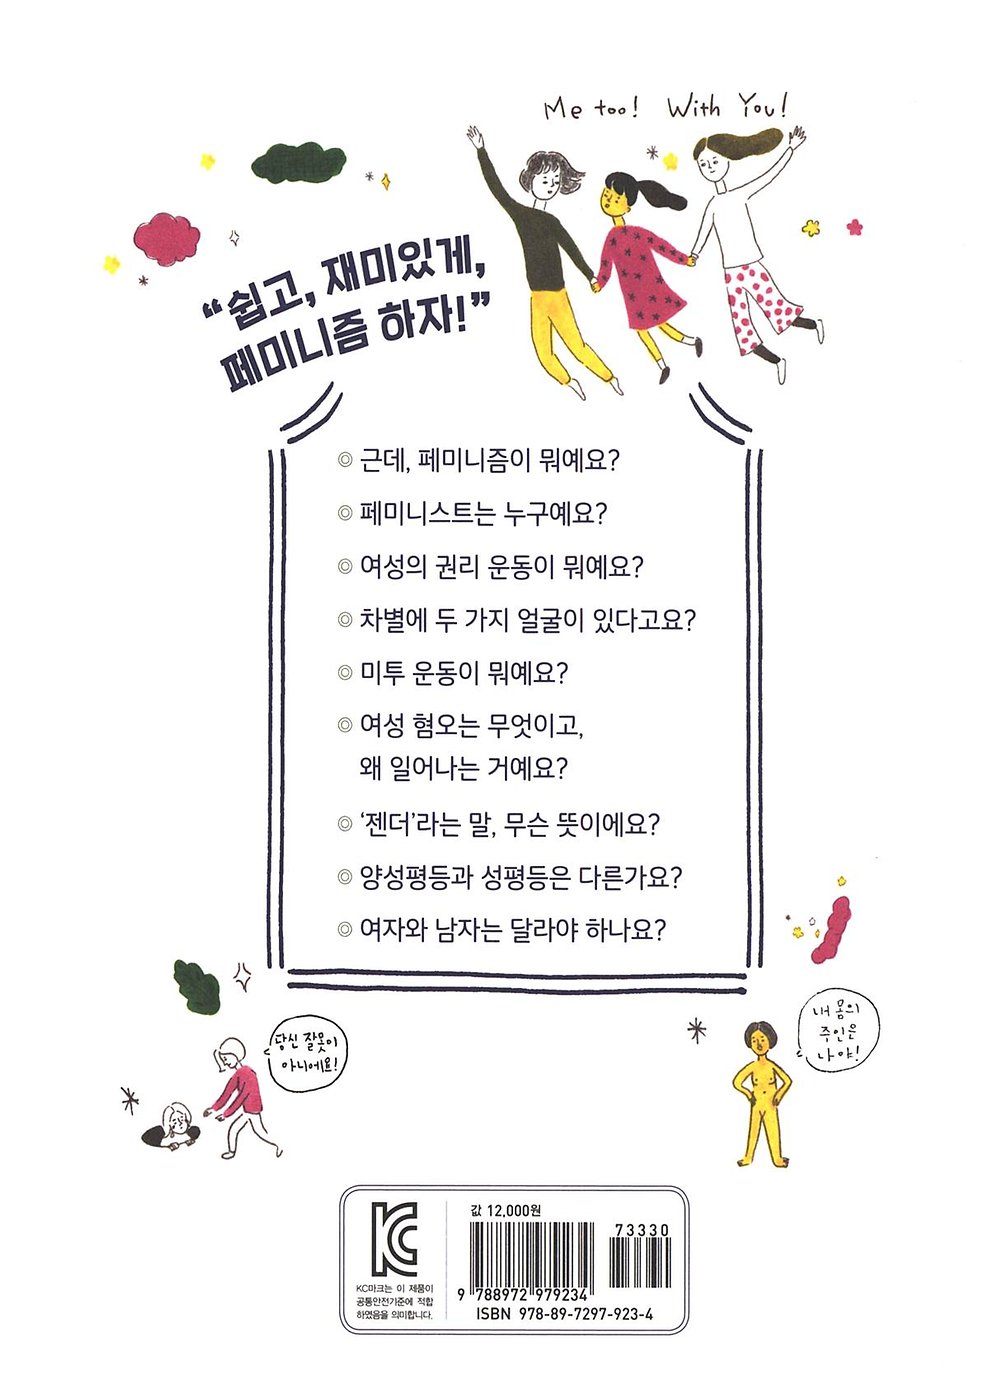 Me too! With You!
“쉽고, 재미있게,
페미니즘 하자!”
◎ 근데, 페미니즘이 뭐예요?
◎ 페미니스트는 누구예요?
◎ 여성의 권리 운동이 뭐예요?
◎ 차별에 두 가지 얼굴이 있다고요?
◎ 미투 운동이 뭐예요?
◎ 여성 혐오는 무엇이고,
왜 일어나는 거예요?
◎ ‘젠더’라는 말, 무슨 뜻이에요?
◎ 양성평등과 성평등은 다른가요?
◎ 여자와 남자는 달라야 하나요?
당신 잘못이
아니에요!
내 몸의
주인은
나야!
KC
KC마크는 이 제품이
공통안전기준에 적합
하였음을 의미합니다.
값 12,000원
73330
9 788972 979234
ISBN 978-89-7297-923-4